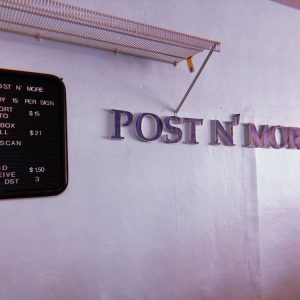 OST N' MORE
Y 15 PER SIGN
ORT $15
TO
BOX
LL $21
SCAN
D $1.50
EIVE
DST 3
POST N' MOR